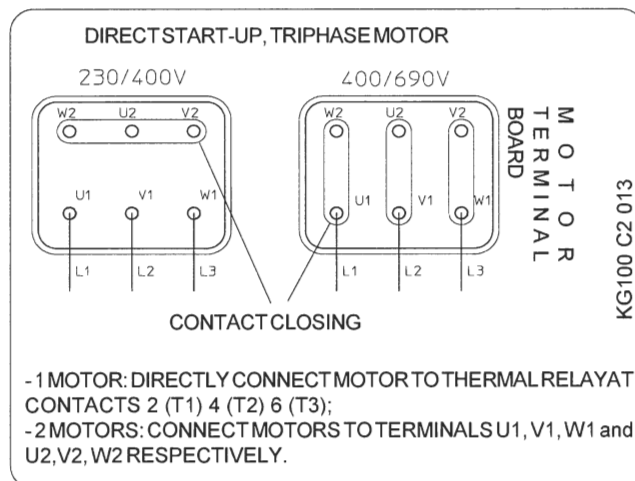 DIRECT START-UP, TRIPHASE MOTOR
230/400V
400/690V
W2 U2 V2
W2 U2 V2
U1 V1 W1
U1 V1 W1
L1 L2 L3
L1 L2 L3
MOTOR
TERMINAL
BOARD
KG100 C2 013
CONTACT CLOSING
-1 MOTOR: DIRECTLY CONNECT MOTOR TO THERMAL RELAY AT
CONTACTS 2 (T1) 4 (T2) 6 (T3);
-2 MOTORS: CONNECT MOTORS TO TERMINALS U1, V1, W1 and
U2,V2, W2 RESPECTIVELY.